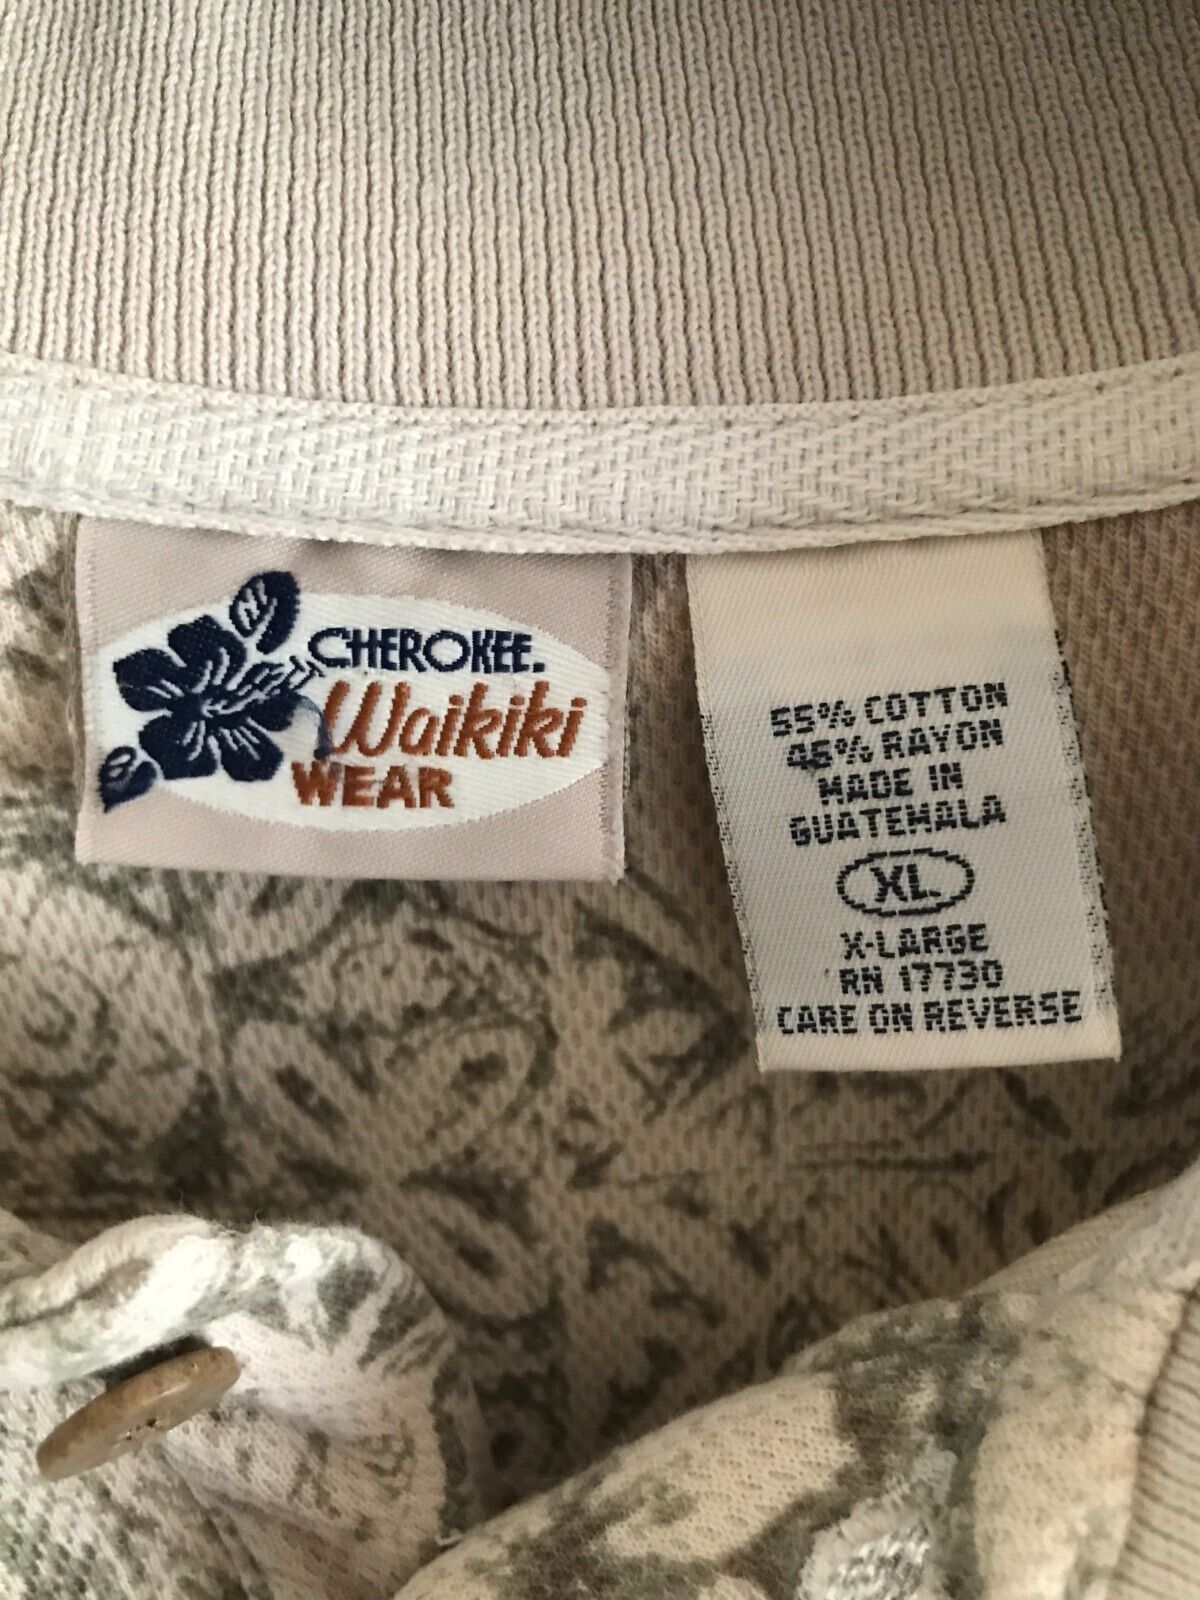 CHEROKEE.
Waikiki
WEAR
55% COTTON
45% RAYON
MADE IN
GUATEMALA
XL
X-LARGE
RN 17730
CARE ON REVERSE